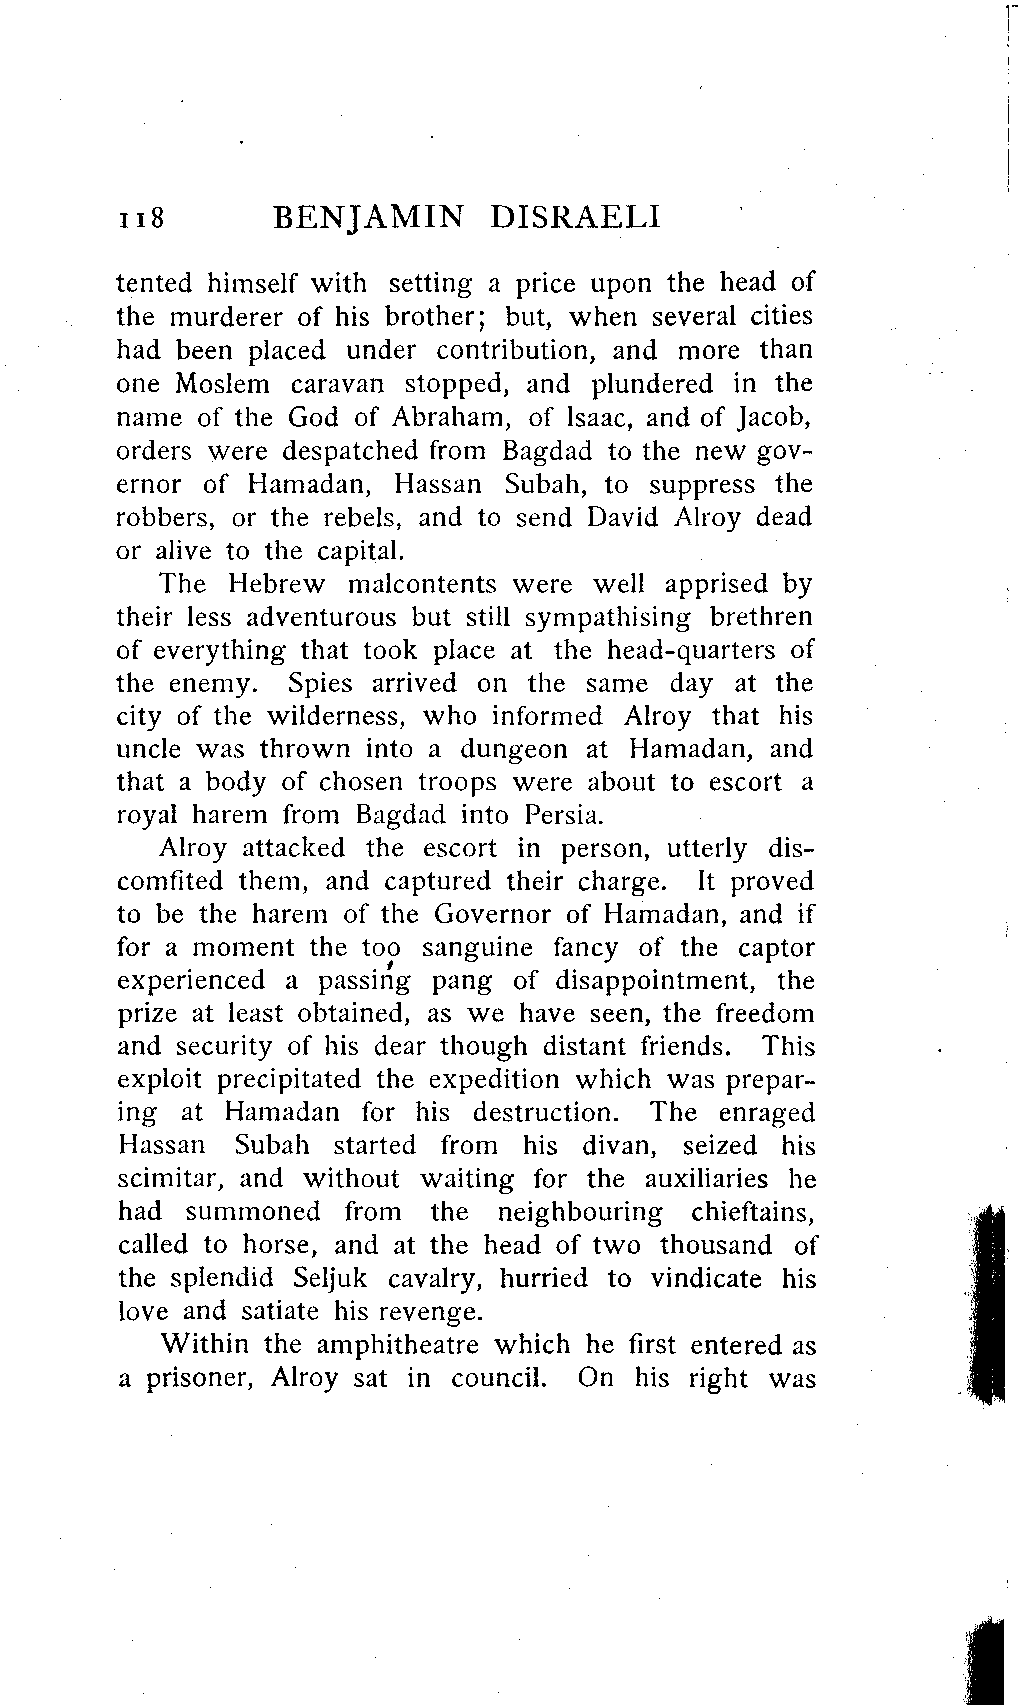 118 BENJAMIN DISRAELI
tented himself with setting a price upon the head of
the murderer of his brother; but, when several cities
had been placed under contribution, and more than
one Moslem caravan stopped, and plundered in the
name of the God of Abraham, of Isaac, and of Jacob,
orders were despatched from Bagdad to the new gov-
ernor of Hamadan, Hassan Subah, to suppress the
robbers, or the rebels, and to send David Alroy dead
or alive to the capital.
The Hebrew malcontents were well apprised by
their less adventurous but still sympathising brethren
of everything that took place at the head-quarters of
the enemy. Spies arrived on the same day at the
city of the wilderness, who informed Alroy that his
uncle was thrown into a dungeon at Hamadan, and
that a body of chosen troops were about to escort a
royal harem from Bagdad into Persia.
Alroy attacked the escort in person, utterly dis-
comfited them, and captured their charge. It proved
to be the harem of the Governor of Hamadan, and if
for a moment the too sanguine fancy of the captor
experienced a passing pang of disappointment, the
prize at least obtained, as we have seen, the freedom
and security of his dear though distant friends. This
exploit precipitated the expedition which was prepar-
ing at Hamadan for his destruction. The enraged
Hassan Subah started from his divan, seized his
scimitar, and without waiting for the auxiliaries he
had summoned from the neighbouring chieftains,
called to horse, and at the head of two thousand of
the splendid Seljuk cavalry, hurried to vindicate his
love and satiate his revenge.
Within the amphitheatre which he first entered as
a prisoner, Alroy sat in council. On his right was